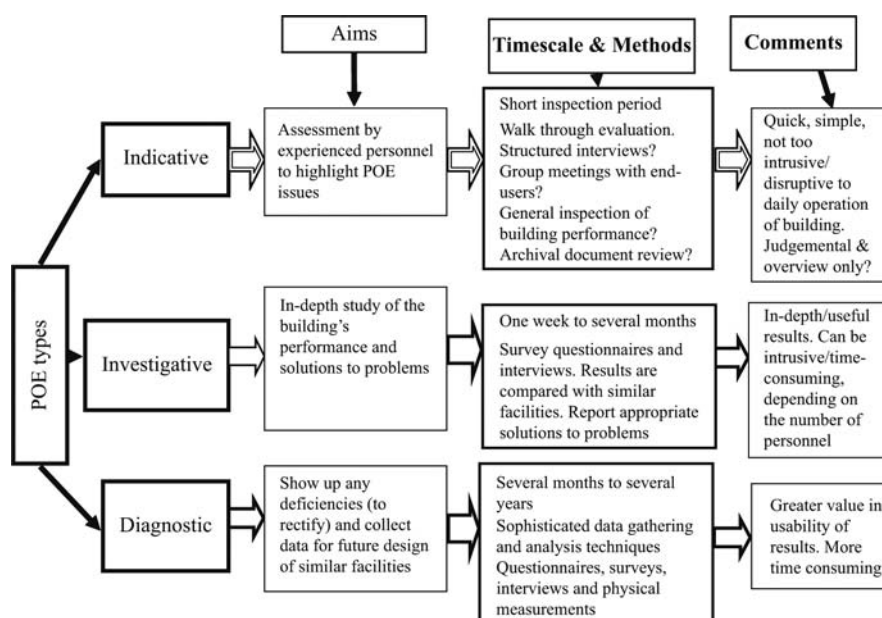 Aims
Timescale & Methods
Comments
POE types
Indicative
Assessment by
experienced personnel
to highlight POE
issues
Short inspection period
Walk through evaluation.
Structured interviews?
Group meetings with end-
users?
General inspection of
building performance?
Archival document review?
Quick, simple,
not too
intrusive/
disruptive to
daily operation
of building.
Judgemental &
overview only?
Investigative
In-depth study of the
building's
performance and
solutions to problems
One week to several months
Survey questionnaires and
interviews. Results are
compared with similar
facilities. Report appropriate
solutions to problems
In-depth/useful
results. Can be
intrusive/time-
consuming,
depending on
the number of
personnel
Diagnostic
Show up any
deficiencies (to
rectify) and collect
data for future design
of similar facilities
Several months to several
years
Sophisticated data gathering
and analysis techniques
Questionnaires, surveys,
interviews and physical
measurements
Greater value in
usability of
results. More
time consuming